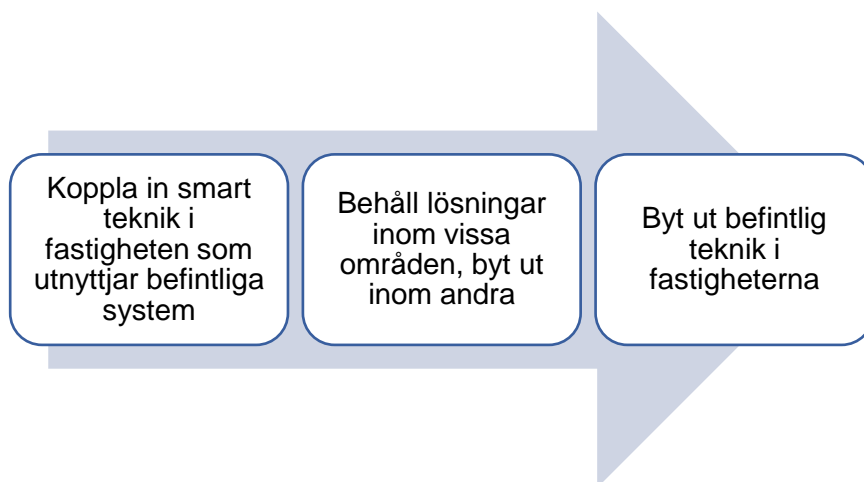 Koppla in smart
teknik i
fastigheten som
utnyttjar befintliga
system
Behåll lösningar
inom vissa
områden, byt ut
inom andra
Byt ut befintlig
teknik i
fastigheterna